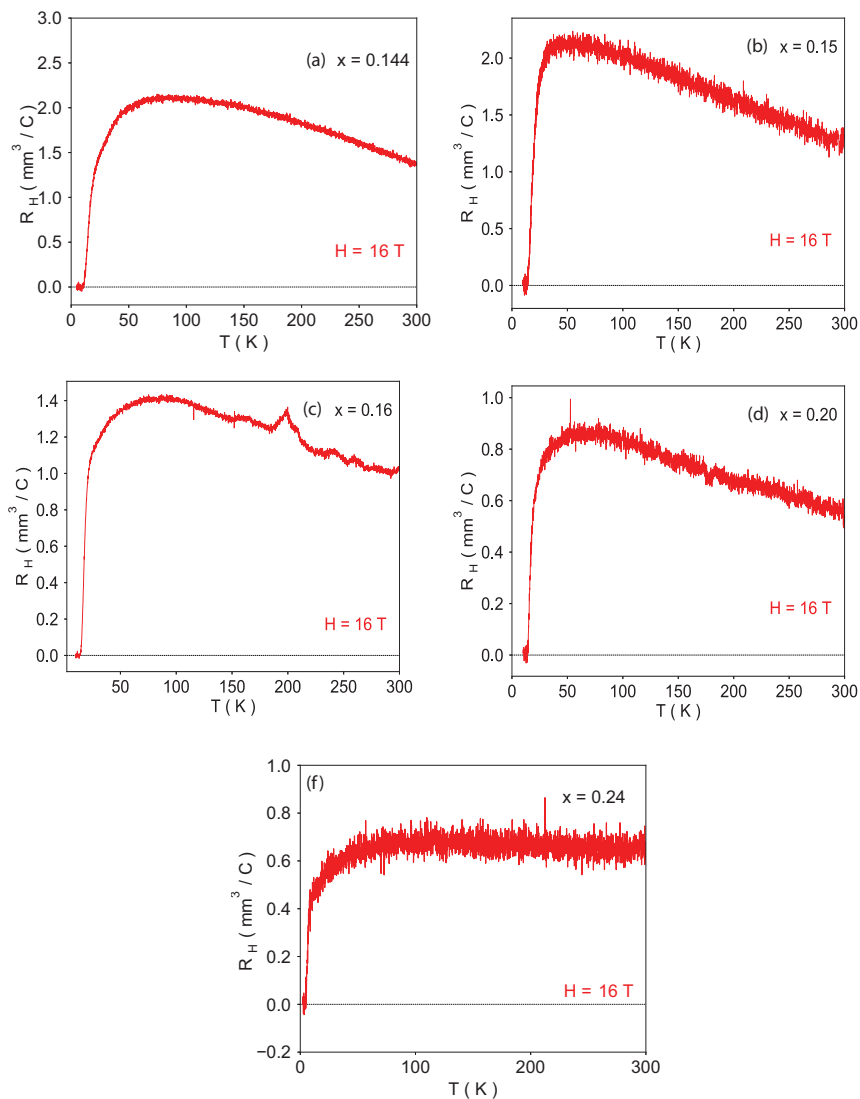 (a) x = 0.144
R_H ( mm^3 / C )
3.0
2.5
2.0
1.5
1.0
0.5
0.0
H = 16 T
0 50 100 150 200 250 300
T ( K )
(b) x = 0.15
R_H ( mm^3 / C )
2.0
1.5
1.0
0.5
0.0
H = 16 T
0 50 100 150 200 250 300
T ( K )
(c) x = 0.16
R_H ( mm^3 / C )
1.4
1.2
1.0
0.8
0.6
0.4
0.2
0.0
H = 16 T
50 100 150 200 250 300
T ( K )
(d) x = 0.20
R_H ( mm^3 / C )
1.0
0.8
0.6
0.4
0.2
0.0
H = 16 T
0 50 100 150 200 250 300
T ( K )
(f)
x = 0.24
R_H ( mm^3 / C )
1.0
0.8
0.6
0.4
0.2
0.0
−0.2
H = 16 T
0 100 200 300
T ( K )